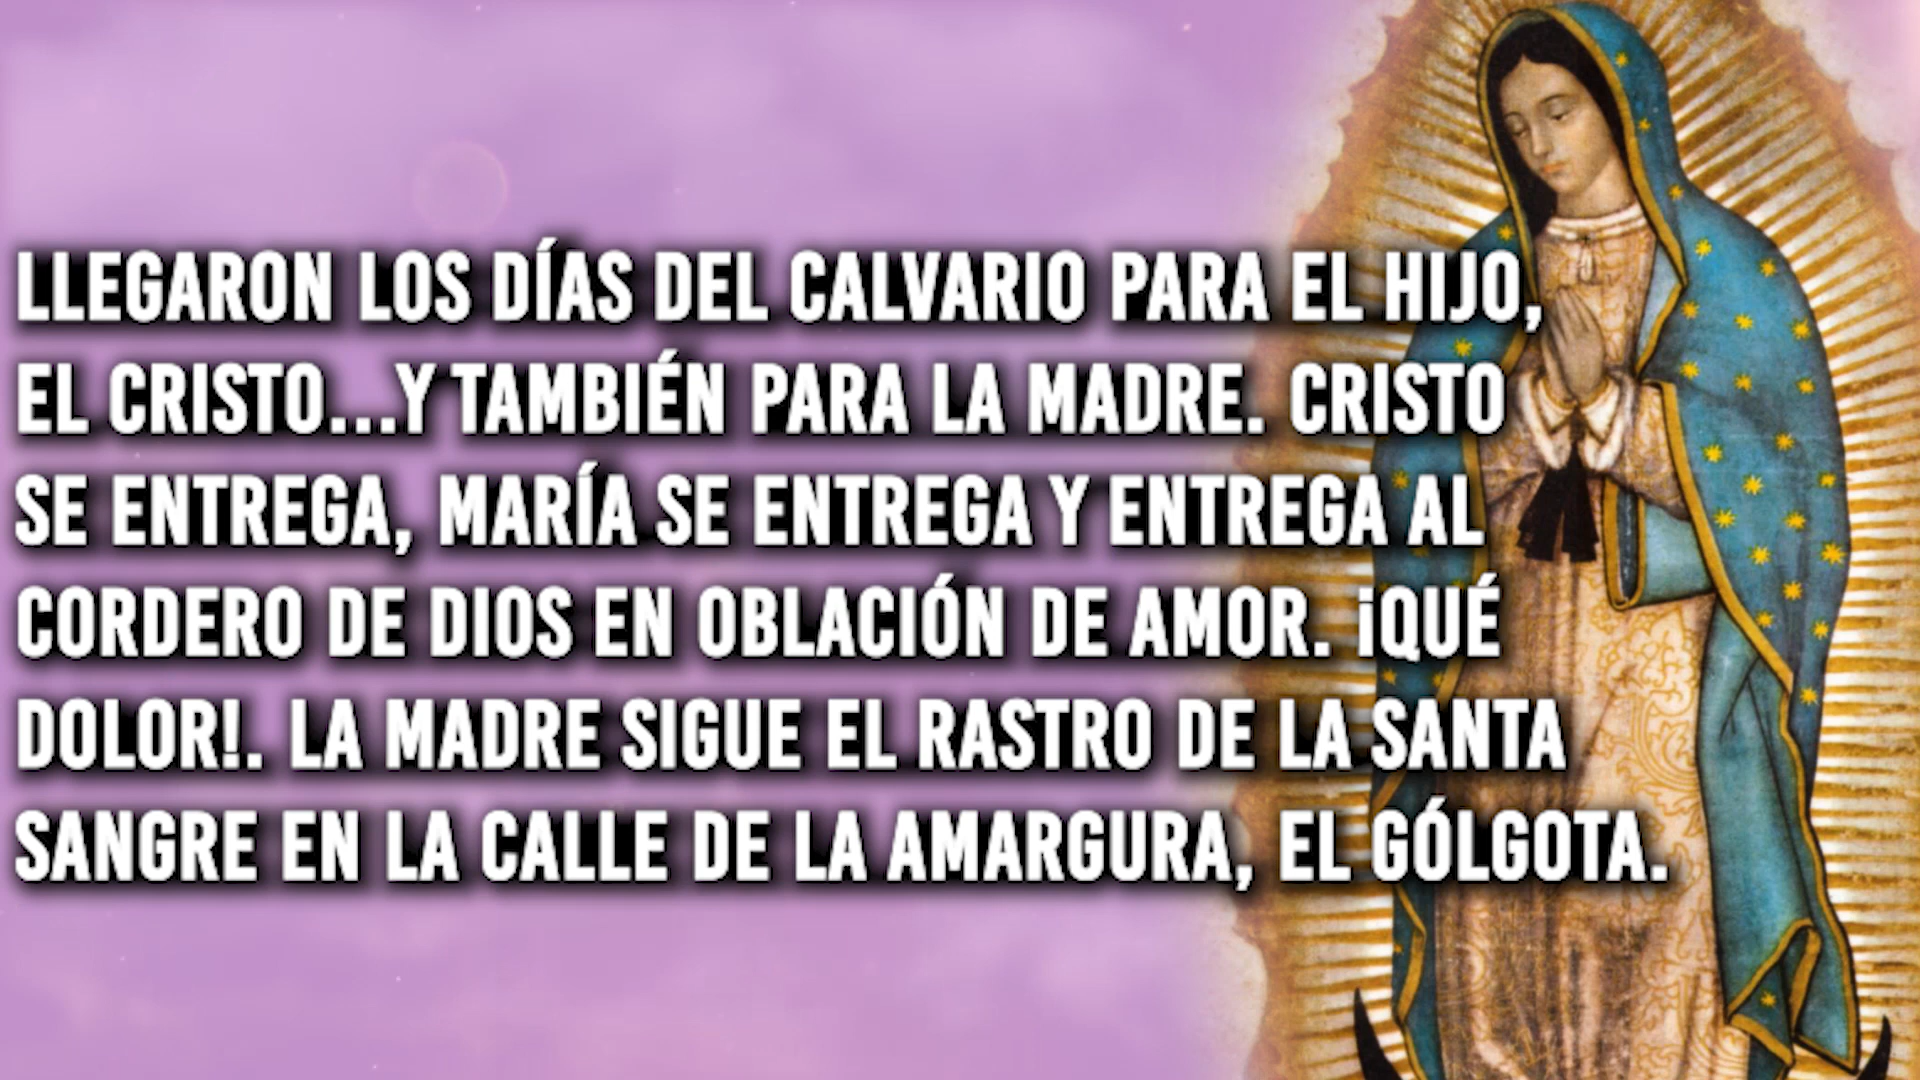 LLEGARON LOS DÍAS DEL CALVARIO PARA EL HIJO,
EL CRISTO...Y TAMBIÉN PARA LA MADRE. CRISTO
SE ENTREGA, MARÍA SE ENTREGA Y ENTREGA AL
CORDERO DE DIOS EN OBLACIÓN DE AMOR. ¡QUÉ
DOLOR!. LA MADRE SIGUE EL RASTRO DE LA SANTA
SANGRE EN LA CALLE DE LA AMARGURA, EL GÓLGOTA.